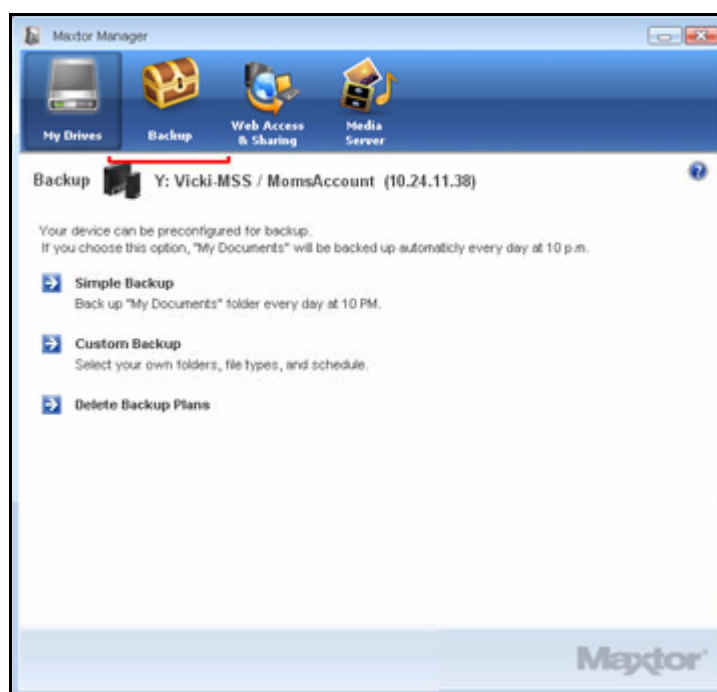 Maxtor Manager
My Drives
Backup
Web Access
& Sharing
Media
Server
Backup Y: Vicki-MSS / MomsAccount (10.24.11.38)
Your device can be preconfigured for backup.
If you choose this option, "My Documents" will be backed up automaticly every day at 10 p.m.
Simple Backup
Back up "My Documents" folder every day at 10 PM.
Custom Backup
Select your own folders, file types, and schedule.
Delete Backup Plans
Maxtor